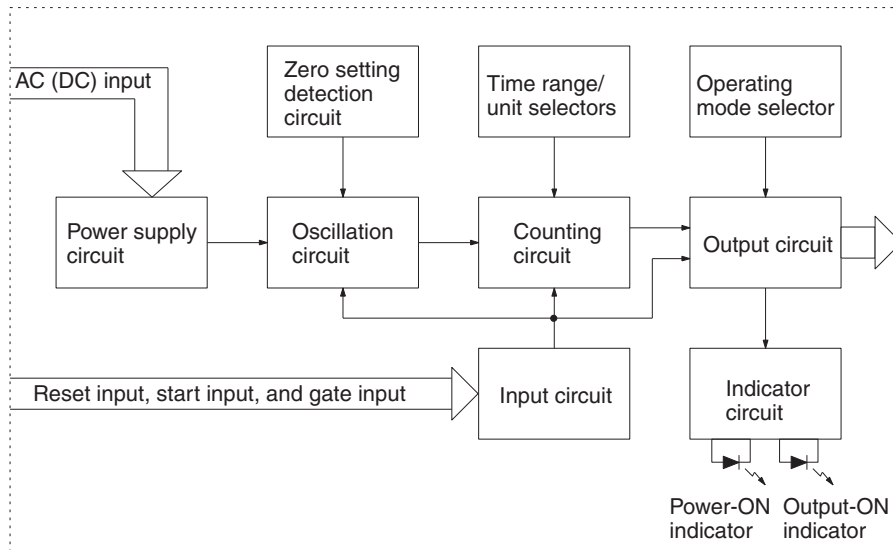 AC (DC) input
Zero setting
detection
circuit
Time range/
unit selectors
Operating
mode selector
Power supply
circuit
Oscillation
circuit
Counting
circuit
Output circuit
Reset input, start input, and gate input
Input circuit
Indicator
circuit
Power-ON
indicator
Output-ON
indicator